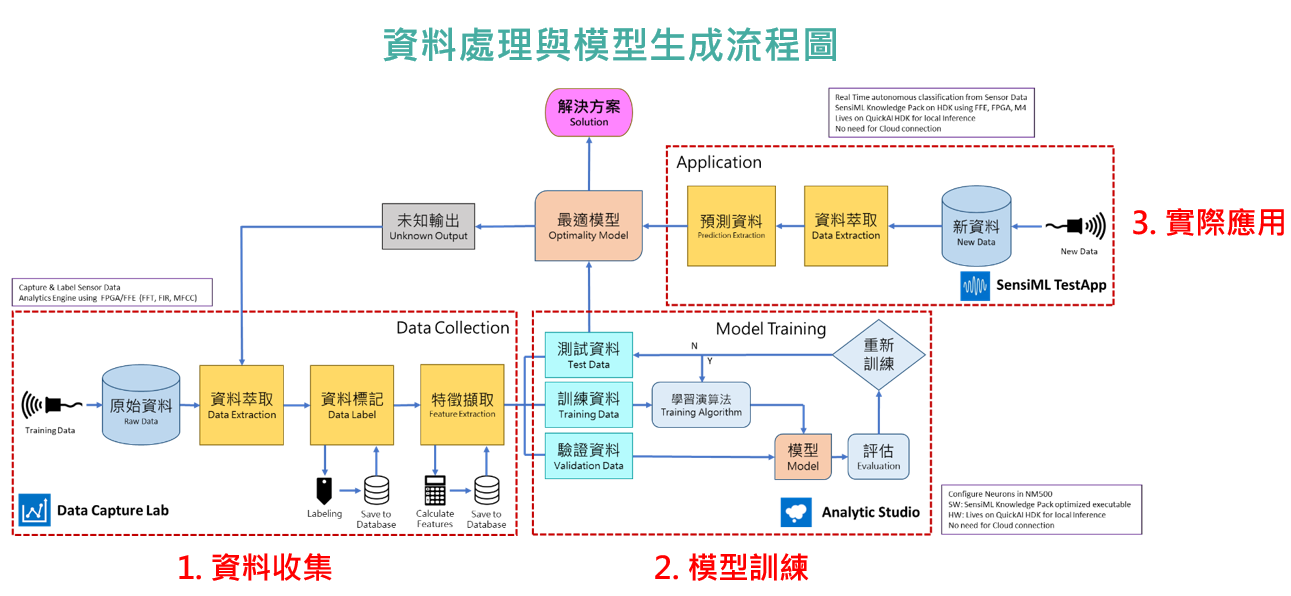 資料處理與模型生成流程圖
解決方案
Solution
Real Time autonomous classification from Sensor Data
SensiML Knowledge Pack on HDK using FFE, FPGA, M4
Lives on QuickAI HDK for local Inference
No need for Cloud connection
Application
未知輸出
Unknown Output
最適模型
Optimality Model
預測資料
Prediction Extraction
資料萃取
Data Extraction
新資料
New Data
New Data
SensiML TestApp
3. 實際應用
Capture & Label Sensor Data
Analytics Engine using FPGA/FFE (FFT, FIR, MFCC)
Data Collection
Training Data
原始資料
Raw Data
資料萃取
Data Extraction
資料標記
Data Label
特徵擷取
Feature Extraction
Labeling
Save to
Database
Calculate
Features
Save to
Database
Data Capture Lab
1. 資料收集
Model Training
測試資料
Test Data
N
Y
重新
訓練
訓練資料
Training Data
學習演算法
Training Algorithm
驗證資料
Validation Data
模型
Model
評估
Evaluation
Analytic Studio
Configure Neurons in NM500
SW: SensiML Knowledge Pack optimized executable
HW: Lives on QuickAI HDK for local Inference
No need for Cloud connection
2. 模型訓練